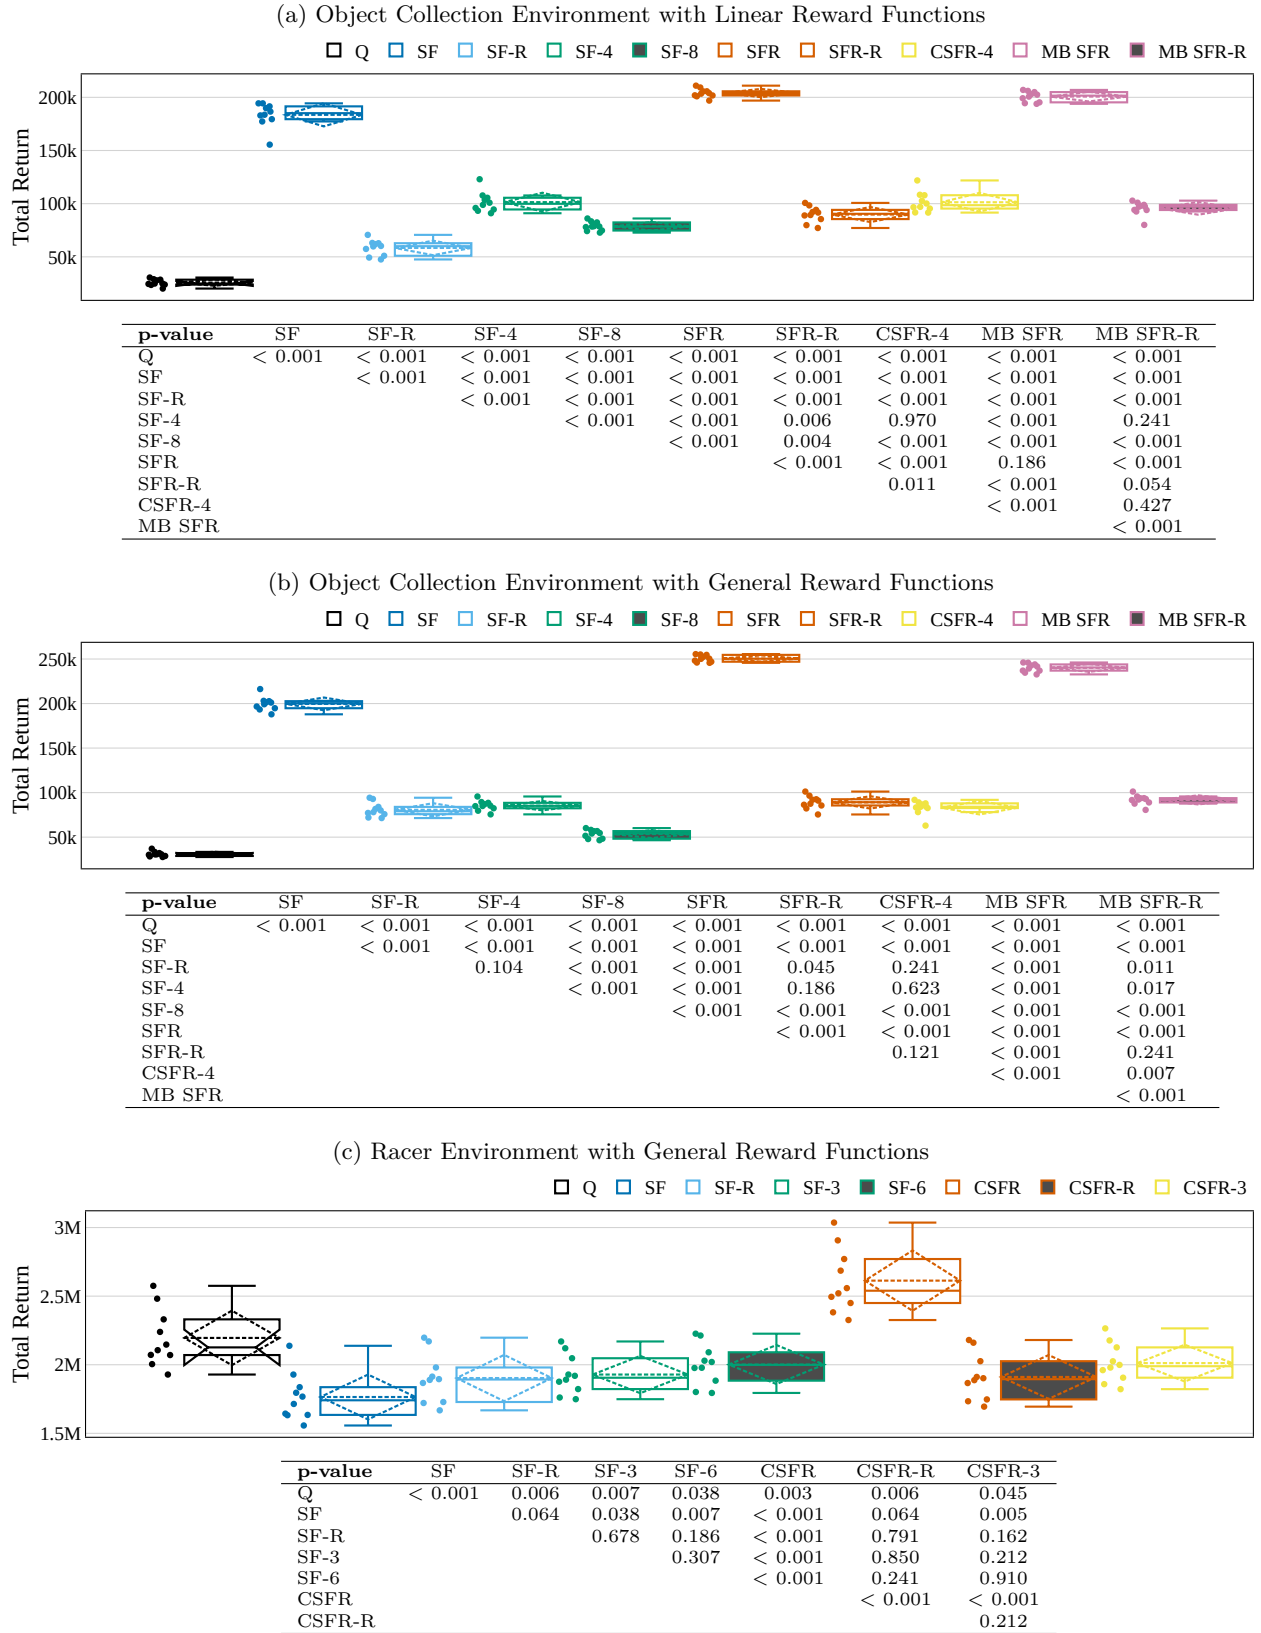 (a) Object Collection Environment with Linear Reward Functions
Q SF SF-R SF-4 SF-8 SFR SFR-R CSFR-4 MB SFR MB SFR-R
Total Return
200k
150k
100k
50k
p-value SF SF-R SF-4 SF-8 SFR SFR-R CSFR-4 MB SFR MB SFR-R
Q < 0.001 < 0.001 < 0.001 < 0.001 < 0.001 < 0.001 < 0.001 < 0.001 < 0.001
SF < 0.001 < 0.001 < 0.001 < 0.001 < 0.001 < 0.001 < 0.001 < 0.001
SF-R < 0.001 < 0.001 < 0.001 < 0.001 < 0.001 < 0.001 < 0.001
SF-4 < 0.001 < 0.001 0.006 0.970 < 0.001 0.241
SF-8 < 0.001 0.004 < 0.001 < 0.001 < 0.001
SFR < 0.001 < 0.001 0.186 < 0.001
SFR-R 0.011 < 0.001 0.054
CSFR-4 < 0.001 0.427
MB SFR < 0.001
(b) Object Collection Environment with General Reward Functions
Q SF SF-R SF-4 SF-8 SFR SFR-R CSFR-4 MB SFR MB SFR-R
Total Return
250k
200k
150k
100k
50k
p-value SF SF-R SF-4 SF-8 SFR SFR-R CSFR-4 MB SFR MB SFR-R
Q < 0.001 < 0.001 < 0.001 < 0.001 < 0.001 < 0.001 < 0.001 < 0.001 < 0.001
SF < 0.001 < 0.001 < 0.001 < 0.001 < 0.001 < 0.001 < 0.001 < 0.001
SF-R 0.104 < 0.001 < 0.001 0.045 0.241 < 0.001 0.011
SF-4 < 0.001 < 0.001 0.186 0.623 < 0.001 0.017
SF-8 < 0.001 < 0.001 < 0.001 < 0.001 < 0.001
SFR < 0.001 < 0.001 < 0.001 < 0.001
SFR-R 0.121 < 0.001 0.241
CSFR-4 < 0.001 0.007
MB SFR < 0.001
(c) Racer Environment with General Reward Functions
Q SF SF-R SF-3 SF-6 CSFR CSFR-R CSFR-3
Total Return
3M
2.5M
2M
1.5M
p-value SF SF-R SF-3 SF-6 CSFR CSFR-R CSFR-3
Q < 0.001 0.006 0.007 0.038 0.003 0.006 0.045
SF 0.064 0.038 0.007 < 0.001 0.064 0.005
SF-R 0.678 0.186 < 0.001 0.791 0.162
SF-3 0.307 < 0.001 0.850 0.212
SF-6 < 0.001 0.241 0.910
CSFR < 0.001 < 0.001
CSFR-R 0.212